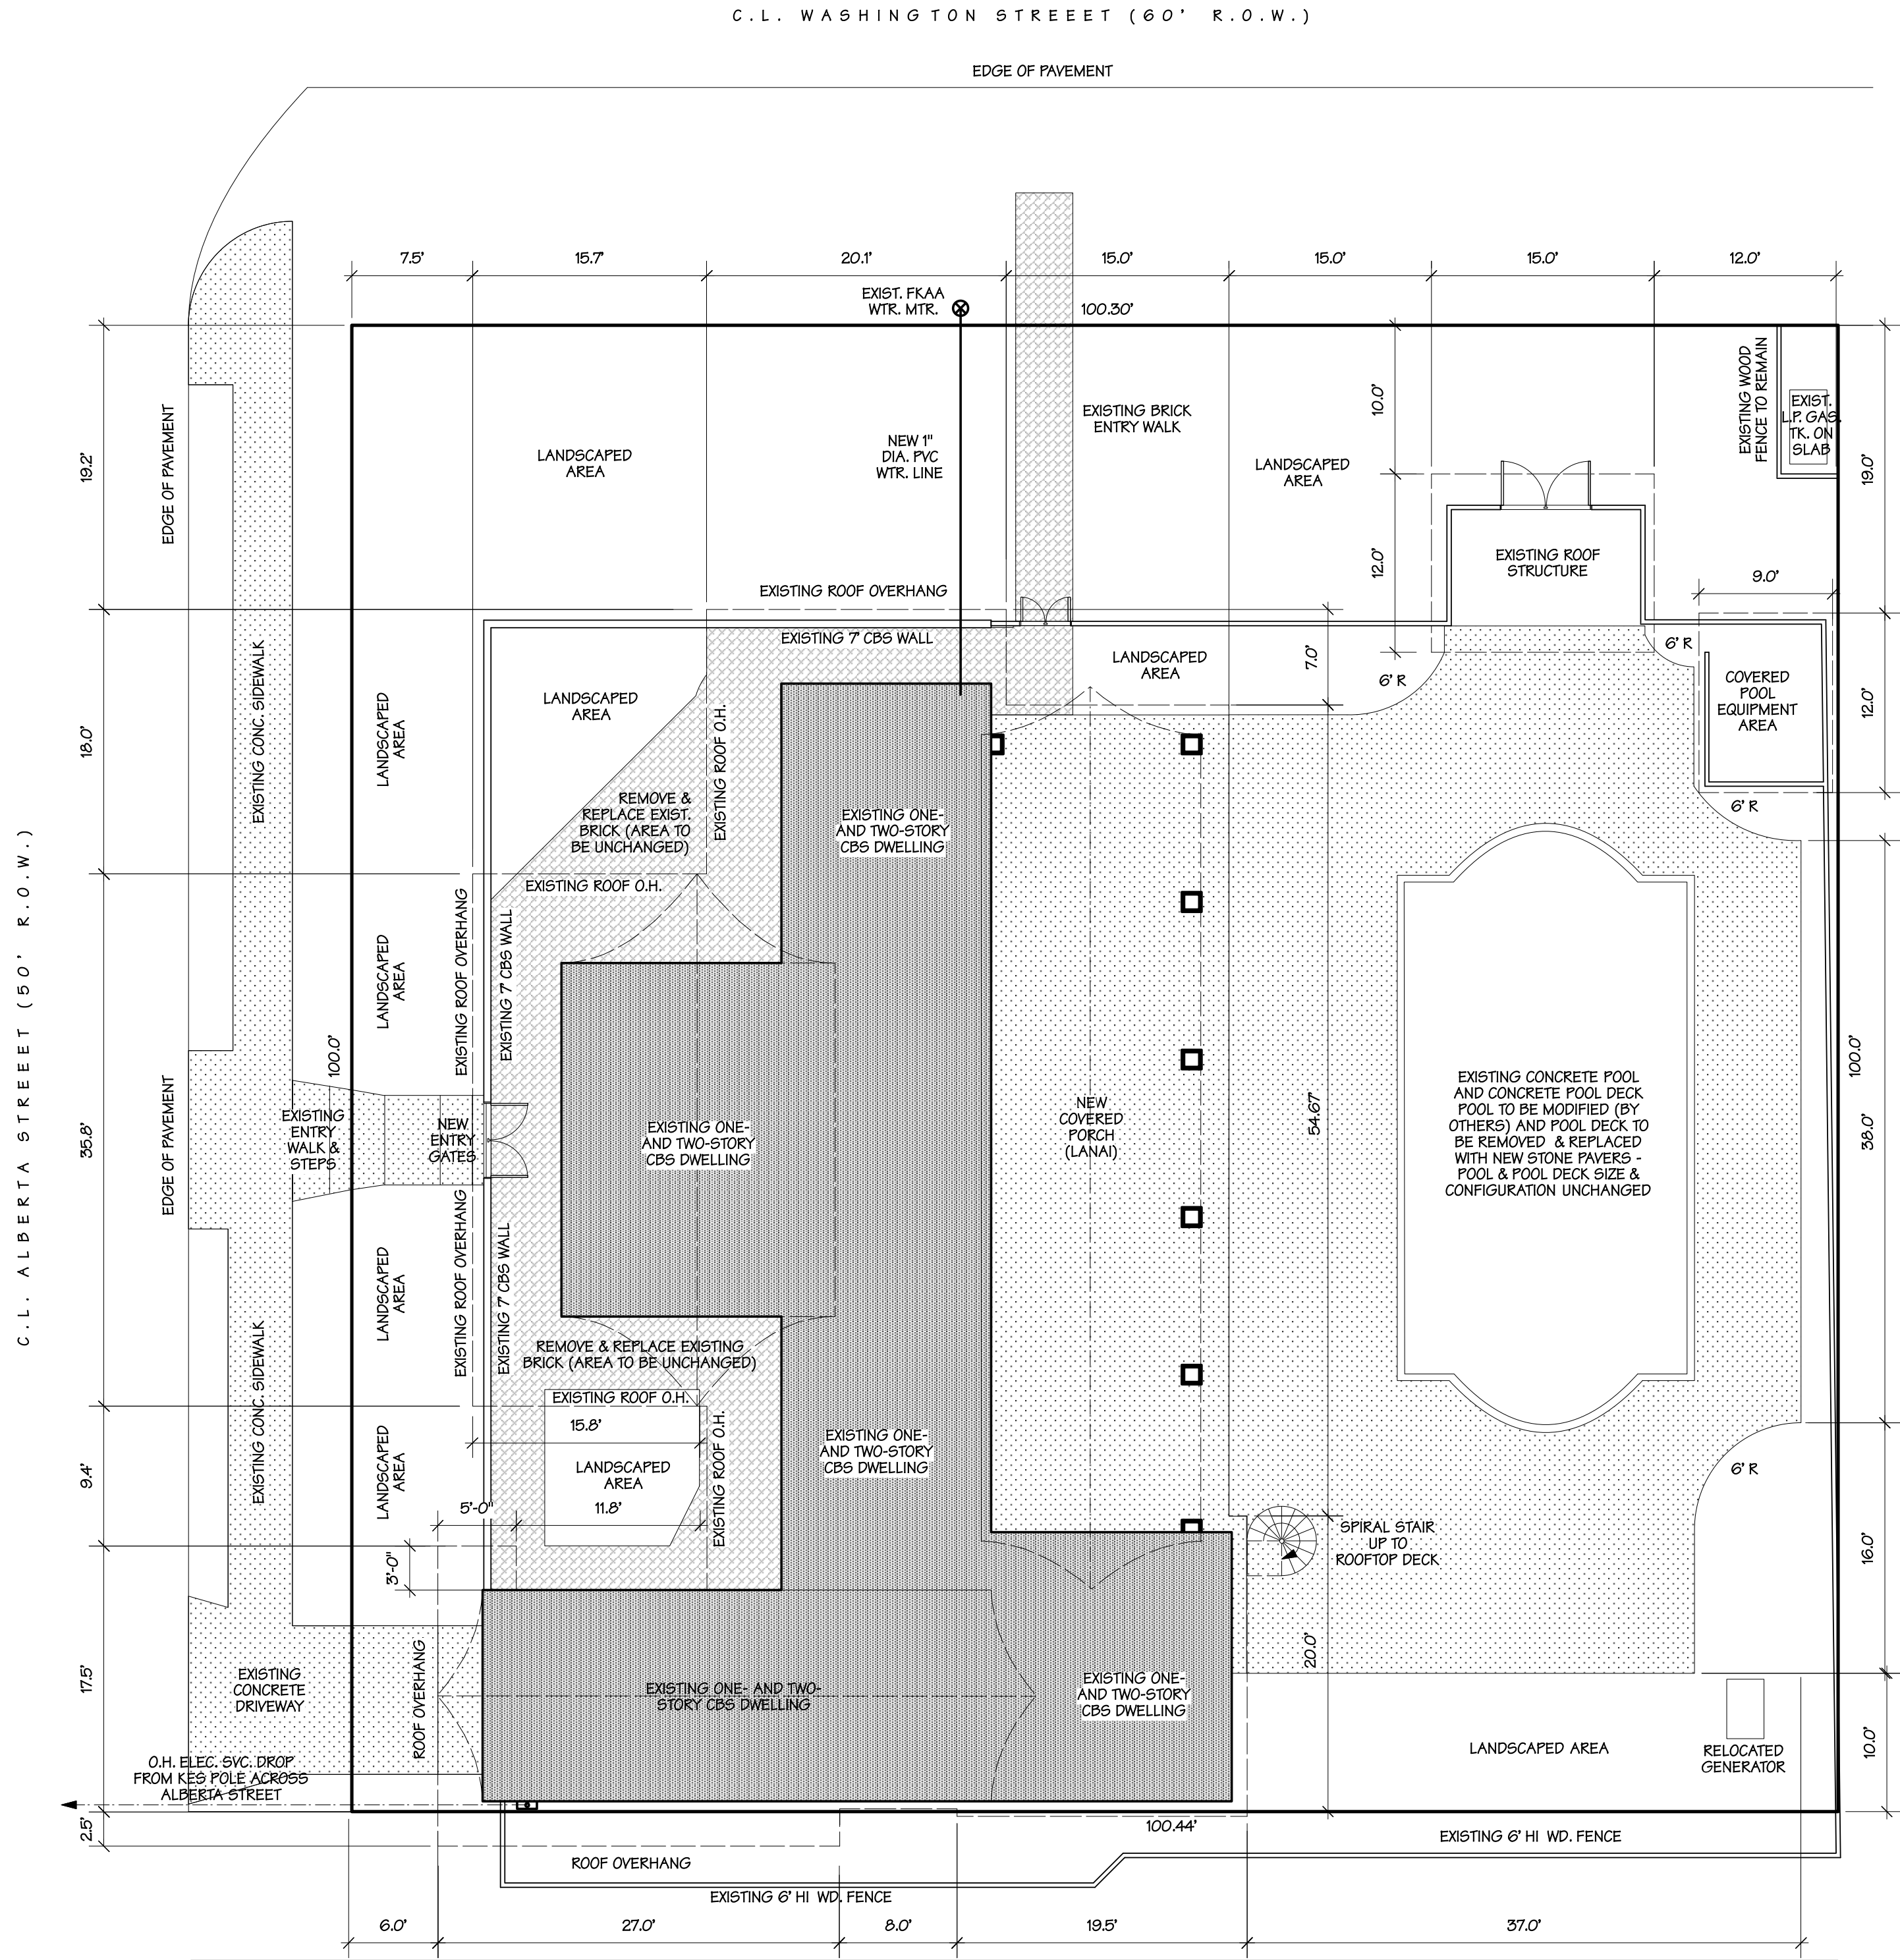 C.L. WASHINGTON STREEET (60' R.O.W.)
EDGE OF PAVEMENT
7.5'
15.7'
20.1'
15.0'
15.0'
15.0'
12.0'
EXIST. FKAA
WTR. MTR.
100.30'
EXISTING WOOD
FENCE TO REMAIN
EXIST.
L.P. GAS.
TK. ON
SLAB
10.0'
EDGE OF PAVEMENT
19.2'
19.0'
LANDSCAPED
AREA
NEW 1"
DIA. PVC
WTR. LINE
EXISTING BRICK
ENTRY WALK
LANDSCAPED
AREA
12.0'
EXISTING ROOF
STRUCTURE
9.0'
EXISTING ROOF OVERHANG
EXISTING 7' CBS WALL
EXISTING CONC. SIDEWALK
LANDSCAPED
AREA
7.0'
6' R
6' R
COVERED
POOL
EQUIPMENT
AREA
12.0'
6' R
18.0'
LANDSCAPED
AREA
LANDSCAPED
AREA
EXISTING ROOF O.H.
REMOVE &
REPLACE EXIST.
BRICK (AREA TO
BE UNCHANGED)
EXISTING ONE-
AND TWO-STORY
CBS DWELLING
EXISTING ROOF O.H.
C.L. ALBERTA STREEET (50' R.O.W.)
LANDSCAPED
AREA
EXISTING ROOF OVERHANG
EXISTING 7' CBS WALL
100.0'
100.0'
35.8'
EDGE OF PAVEMENT
EXISTING
ENTRY
WALK &
STEPS
NEW
ENTRY
GATES
EXISTING ONE-
AND TWO-STORY
CBS DWELLING
NEW
COVERED
PORCH
(LANAI)
54.67'
EXISTING CONCRETE POOL
AND CONCRETE POOL DECK
POOL TO BE MODIFIED (BY
OTHERS) AND POOL DECK TO
BE REMOVED & REPLACED
WITH NEW STONE PAVERS -
POOL & POOL DECK SIZE &
CONFIGURATION UNCHANGED
38.0'
LANDSCAPED
AREA
EXISTING ROOF OVERHANG
EXISTING 7' CBS WALL
EXISTING CONC. SIDEWALK
REMOVE & REPLACE EXISTING
BRICK (AREA TO BE UNCHANGED)
EXISTING ROOF O.H.
15.8'
LANDSCAPED
AREA
EXISTING ROOF O.H.
EXISTING ONE-
AND TWO-STORY
CBS DWELLING
9.4'
LANDSCAPED
AREA
5'-0"
11.8'
3'-0"
6' R
SPIRAL STAIR
UP TO
ROOFTOP DECK
16.0'
17.5'
EXISTING
CONCRETE
DRIVEWAY
ROOF OVERHANG
EXISTING ONE- AND TWO-
STORY CBS DWELLING
EXISTING ONE-
AND TWO-STORY
CBS DWELLING
20.0'
LANDSCAPED AREA
RELOCATED
GENERATOR
10.0'
O.H. ELEC. SVC. DROP
FROM KES POLE ACROSS
ALBERTA STREET
2.5'
100.44'
EXISTING 6' HI WD. FENCE
ROOF OVERHANG
EXISTING 6' HI WD. FENCE
6.0'
27.0'
8.0'
19.5'
37.0'